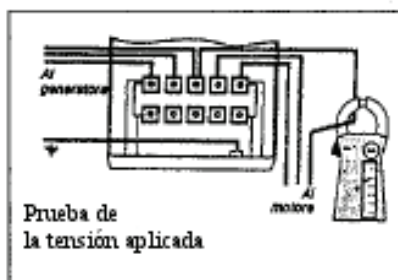 Al
generatore
Al
motore
Prueba de
la tensión aplicada